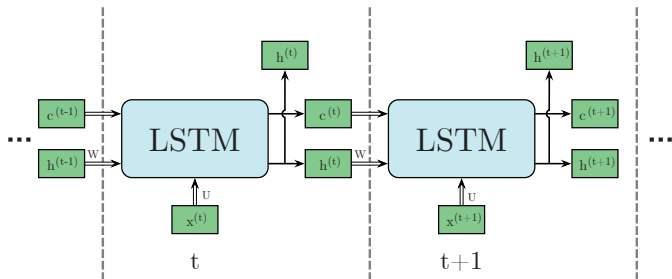 h^(t)
h^(t+1)
c^(t-1)
LSTM
c^(t)
LSTM
c^(t+1)
...
...
h^(t-1)
W
h^(t)
W
h^(t+1)
U
U
x^(t)
x^(t+1)
t
t+1